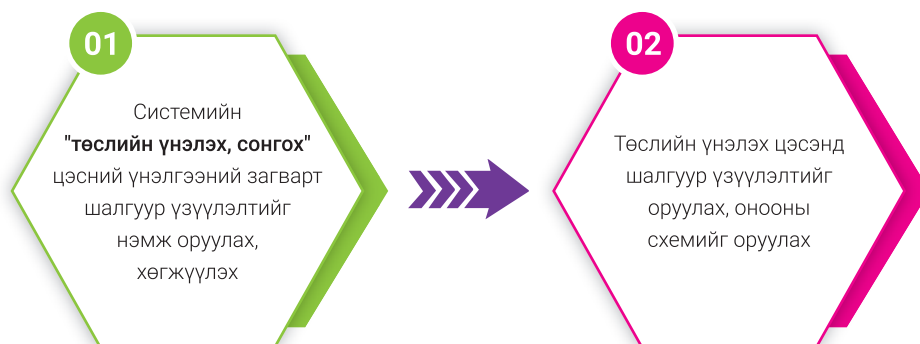 01
Системийн
"төслийн үнэлэх, сонгох"
цэсний үнэлгээний загварт
шалгуур үзүүлэлтийг
нэмж оруулах,
хөгжүүлэх
02
Төслийн үнэлэх цэсэнд
шалгуур үзүүлэлтийг
оруулах, онооны
схемийг оруулах